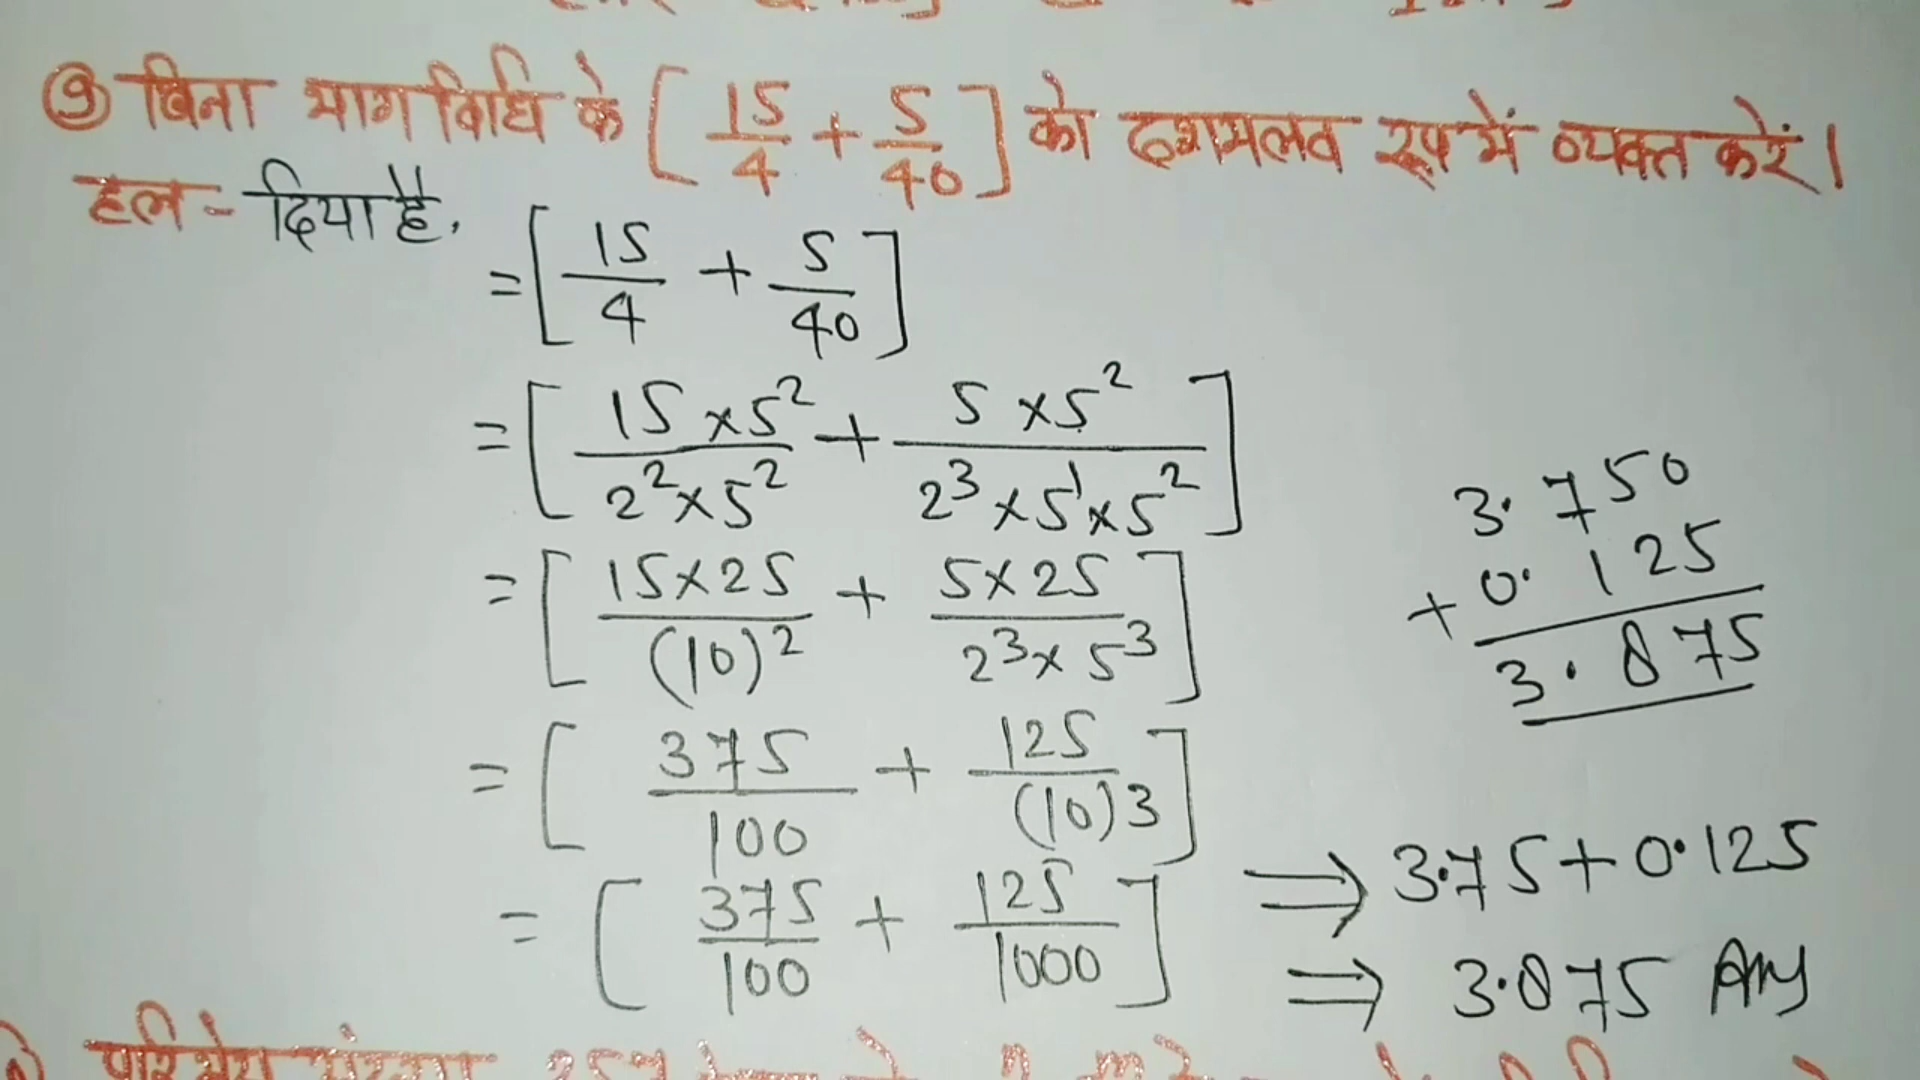 9 बिना भाग विधि के [15/4 + 5/40] को दशमलव रूप में व्यक्त करें।
हल - दिया है,
= [15/4 + 5/40]
= [15 × 5²/2² × 5² + 5 × 5²/2³ × 5¹ × 5²]
= [15×25/(10)² + 5×25/2³ × 5³]
= [375/100 + 125/(10)3]
= [375/100 + 125/1000]
3.750
+ 0.125
3.875
⇒ 3.75 + 0.125
⇒ 3.875 Ans